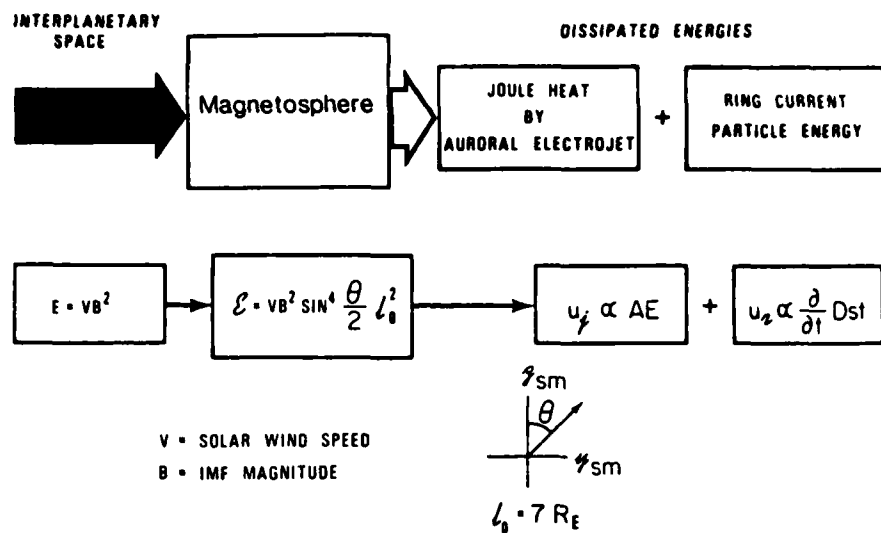 INTERPLANETARY
SPACE
DISSIPATED ENERGIES
Magnetosphere
JOULE HEAT
BY
AURORAL ELECTROJET
+
RING CURRENT
PARTICLE ENERGY
E = VB²
ℰ = VB² SIN⁴ θ/2 ℓ₀²
u_j ∝ AE
+
u_r ∝ ∂/∂t Dst
V = SOLAR WIND SPEED
B = IMF MAGNITUDE
z_sm
θ
y_sm
ℓ₀ = 7 R_E